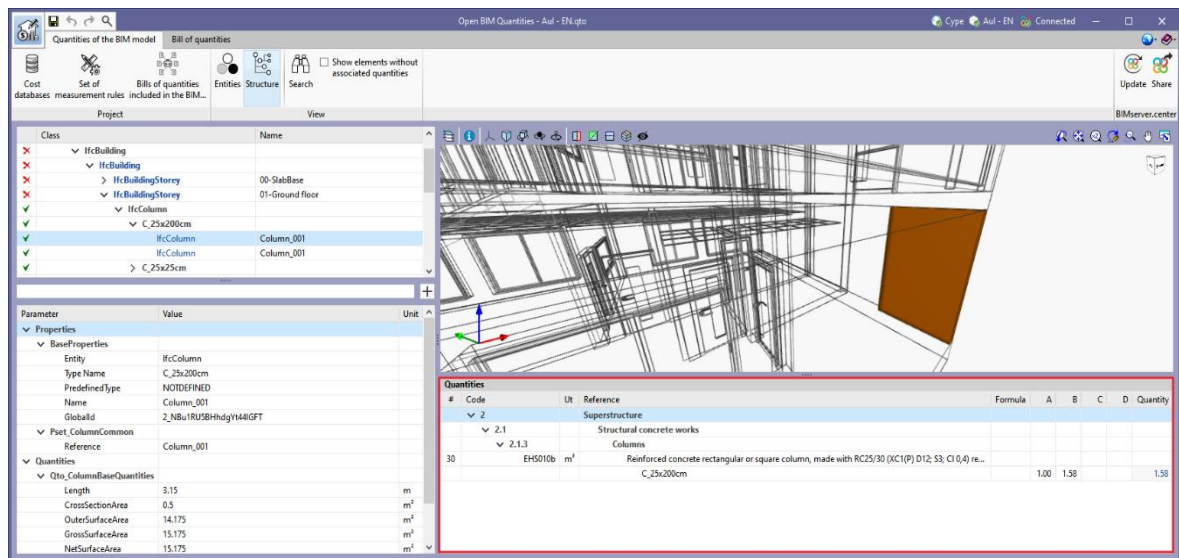 Open BIM Quantities - Aul - EN.qto
Cype Aul - EN Connected
Quantities of the BIM model Bill of quantities
Cost databases
Set of measurement rules
Bills of quantities included in the BIM...
Entities
Structure
Search
Show elements without associated quantities
Update
Share
Project
View
BIMserver.center
Class Name
IfcBuilding
IfcBuilding
IfcBuildingStorey 00-SlabBase
IfcBuildingStorey 01-Ground floor
IfcColumn
C_25x200cm
IfcColumn Column_001
IfcColumn Column_001
C_25x25cm
Parameter Value Unit
Properties
BaseProperties
Entity IfcColumn
Type Name C_25x200cm
PredefinedType NOTDEFINED
Name Column_001
Pset_ColumnCommon
Reference Column_001
Quantities
Qto_ColumnBaseQuantities
Length 3.15 m
CrossSectionArea 0.5 m²
OuterSurfaceArea 14.175 m²
GrossSurfaceArea 15.175 m²
NetSurfaceArea 15.175 m²
Quantities
# Code Ut Reference Formula A B C D Quantity
2 Superstructure
2.1 Structural concrete works
2.1.3 Columns
30 EHS010b Reinforced concrete rectangular or square column, made with RC25/30 (XC1(P) D12; S3; Cl 0,4) re...
C_25x200cm 1.00 1.58 1.58